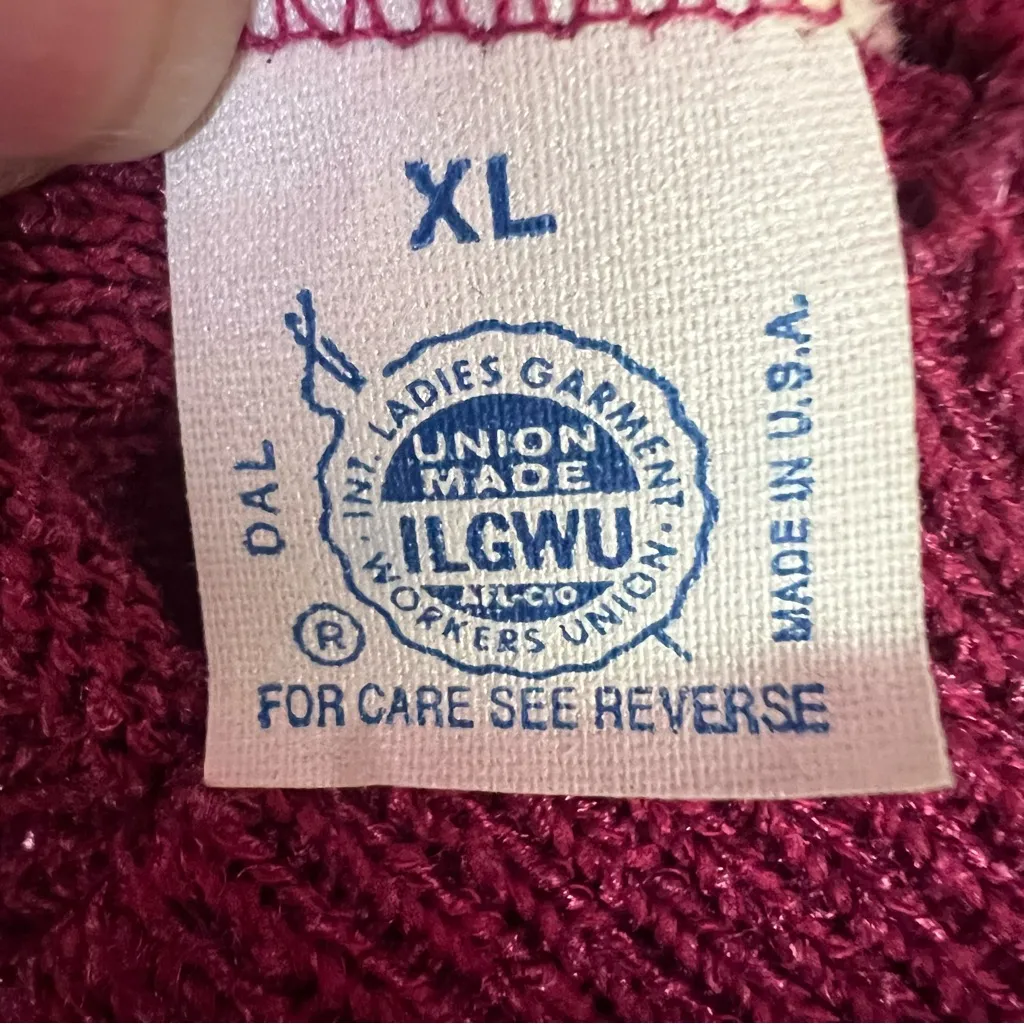 XL
INT. LADIES GARMENT
UNION
MADE
ILGWU
AFL-CIO
· WORKERS UNION ·
DAL
MADE IN U.S.A.
®
FOR CARE SEE REVERSE